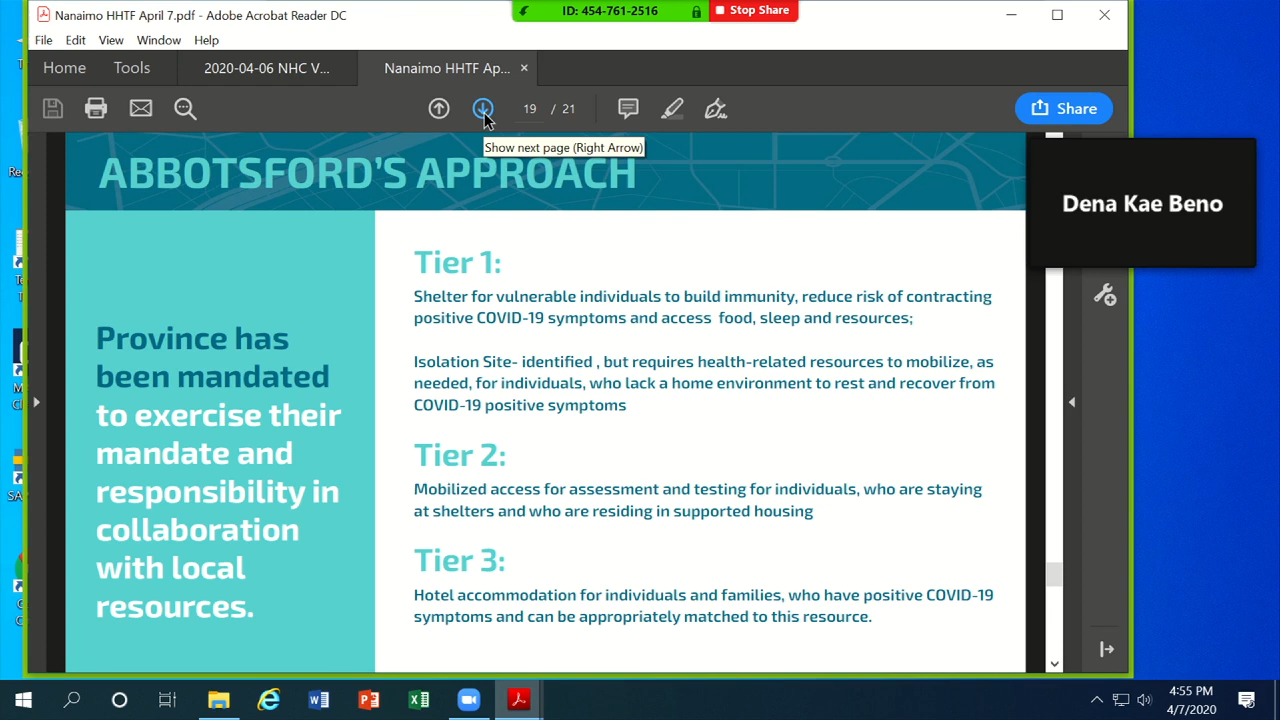 Nanaimo HHTF April 7.pdf - Adobe Acrobat Reader DC
ID: 454-761-2516
Stop Share
File Edit View Window Help
Home Tools 2020-04-06 NHC V... Nanaimo HHTF Ap... ×
19 / 21
Share
Show next page (Right Arrow)
ABBOTSFORD'S APPROACH
Dena Kae Beno
Province has
been mandated
to exercise their
mandate and
responsibility in
collaboration
with local
resources.
Tier 1:
Shelter for vulnerable individuals to build immunity, reduce risk of contracting
positive COVID-19 symptoms and access food, sleep and resources;
Isolation Site- identified , but requires health-related resources to mobilize, as
needed, for individuals, who lack a home environment to rest and recover from
COVID-19 positive symptoms
Tier 2:
Mobilized access for assessment and testing for individuals, who are staying
at shelters and who are residing in supported housing
Tier 3:
Hotel accommodation for individuals and families, who have positive COVID-19
symptoms and can be appropriately matched to this resource.
4:55 PM
4/7/2020